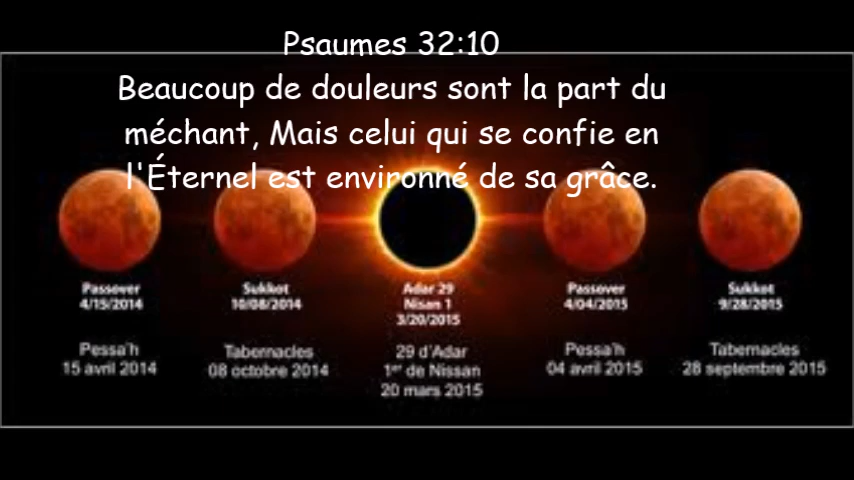 Psaumes 32:10
Beaucoup de douleurs sont la part du
méchant, Mais celui qui se confie en
l'Éternel est environné de sa grâce.
Passover
4/15/2014
Sukkot
10/08/2014
Adar 29
Nisan 1
3/20/2015
Passover
4/04/2015
Sukkot
9/28/2015
Pessa'h
15 avril 2014
Tabernacles
08 octobre 2014
29 d'Adar
1er de Nissan
20 mars 2015
Pessa'h
04 avril 2015
Tabernacles
28 septembre 2015